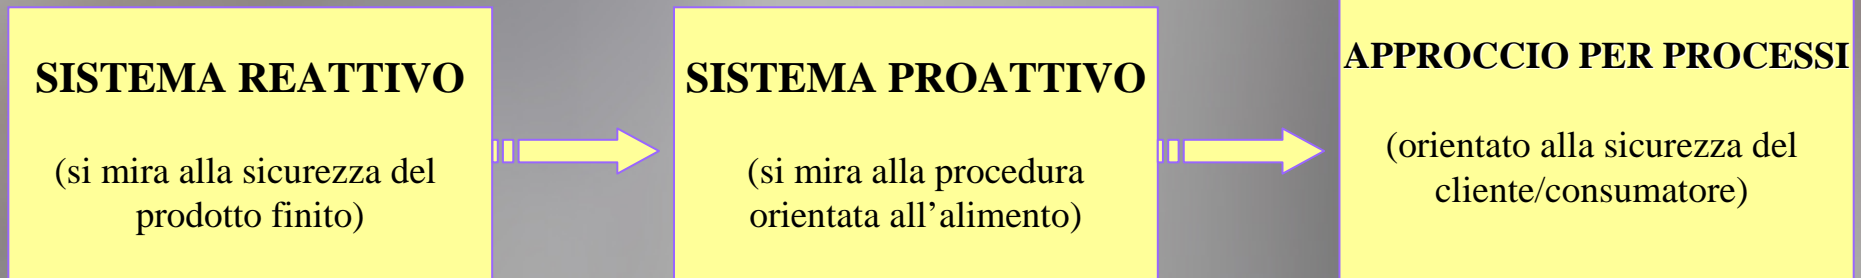 SISTEMA REATTIVO
(si mira alla sicurezza del
prodotto finito)
SISTEMA PROATTIVO
(si mira alla procedura
orientata all’alimento)
APPROCCIO PER PROCESSI
(orientato alla sicurezza del
cliente/consumatore)